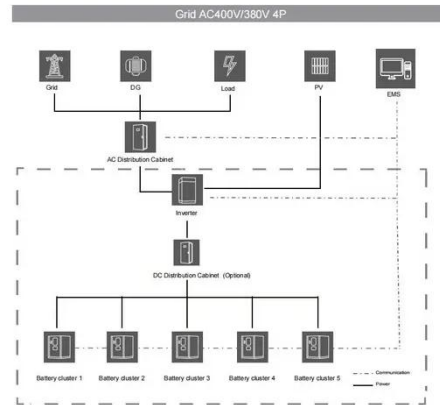 Grid AC400V/380V 4P
Grid
DG
Load
PV
EMS
AC Distribution Cabinet
Inverter
DC Distribution Cabinet (Optional)
Battery cluster 1
Battery cluster 2
Battery cluster 3
Battery cluster 4
Battery cluster 5
Communication
Power